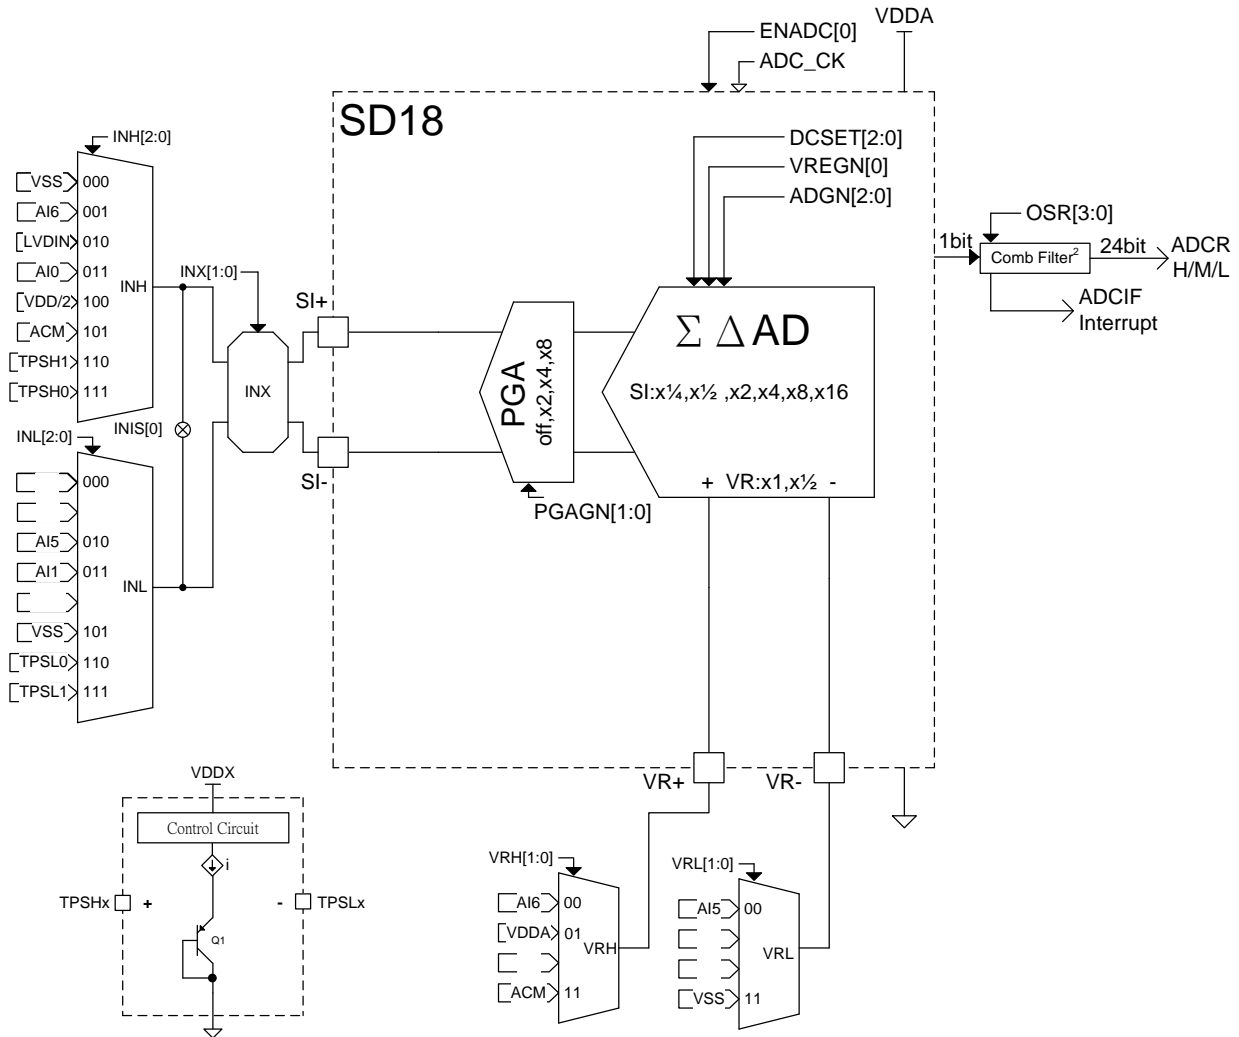 ENADC[0]
VDDA
ADC_CK
SD18
DCSET[2:0]
VREGN[0]
ADGN[2:0]
INH[2:0]
VSS 000
AI6 001
LVDIN 010
AI0 011
VDD/2 100
ACM 101
TPSH1 110
TPSH0 111
INH
INX[1:0]
INX
INIS[0]
INL[2:0]
000
AI5 010
AI1 011
VSS 101
TPSL0 110
TPSL1 111
INL
SI+
SI-
PGA
off,x2,x4,x8
PGAGN[1:0]
Σ Δ AD
SI:x¼,x½ ,x2,x4,x8,x16
+ VR:x1,x½ -
1bit
OSR[3:0]
Comb Filter²
24bit
ADCR
H/M/L
ADCIF
Interrupt
VR+
VR-
VRH[1:0]
AI6 00
VDDA 01
ACM 11
VRH
VRL[1:0]
AI5 00
VSS 11
VRL
VDDX
Control Circuit
i
TPSHx + - TPSLx
Q1